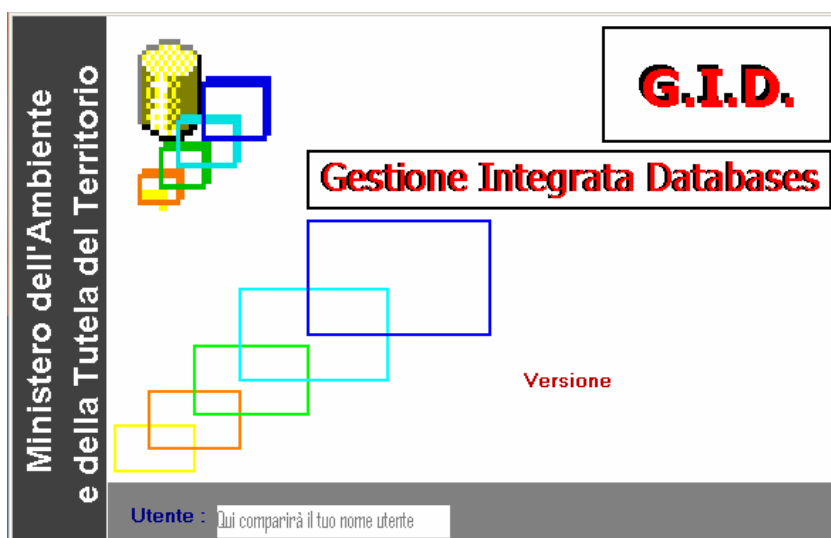 Ministero dell'Ambiente
e della Tutela del Territorio
G.I.D.
Gestione Integrata Databases
Versione
Utente :
Qui comparirà il tuo nome utente